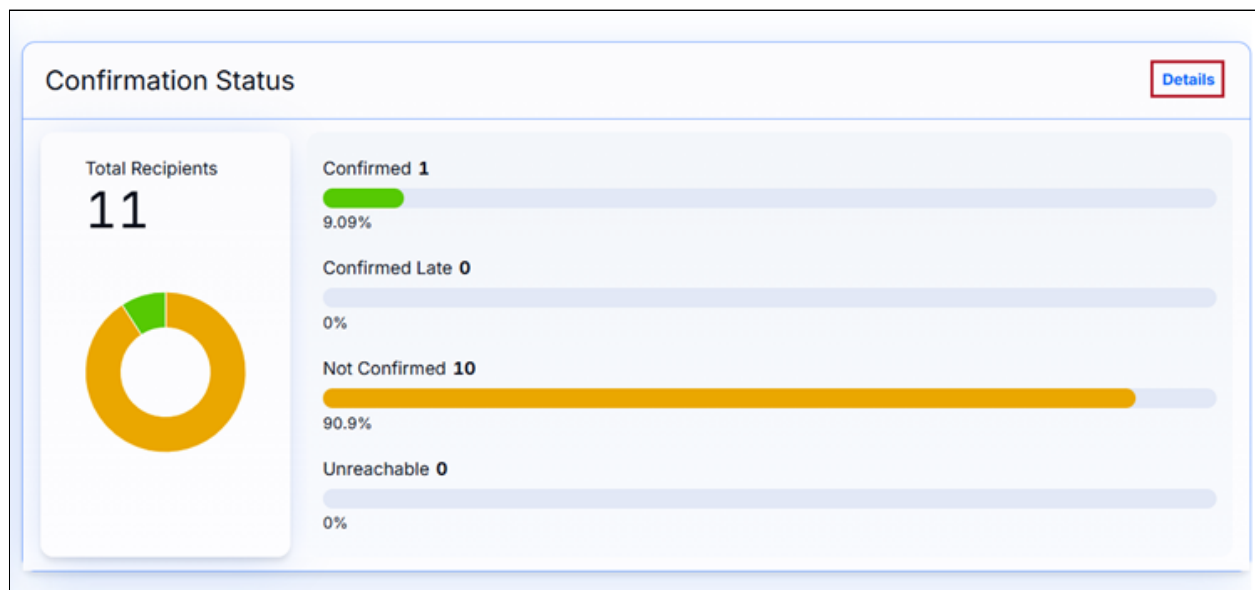 Confirmation Status
Details
Total Recipients
11
Confirmed 1
9.09%
Confirmed Late 0
0%
Not Confirmed 10
90.9%
Unreachable 0
0%